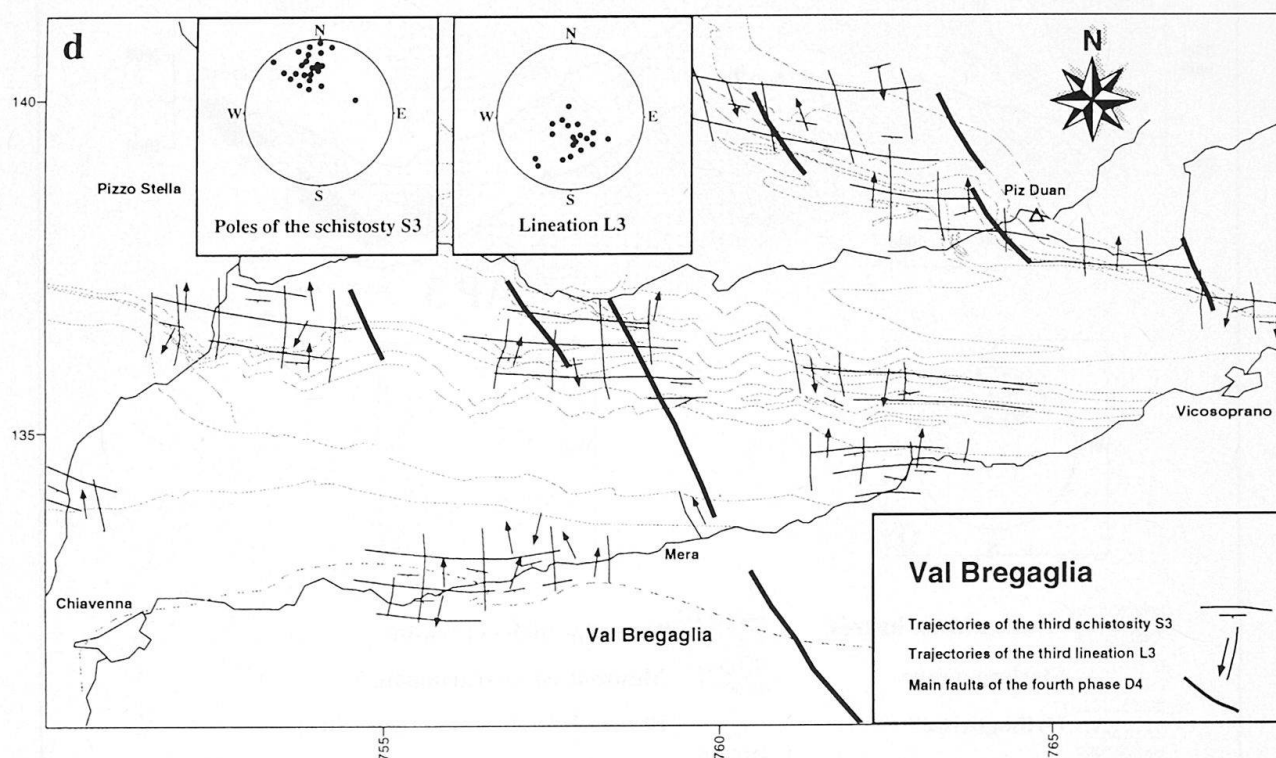 d
N
W
E
S
Poles of the schistosty S3
N
W
E
S
Lineation L3
N
140
Pizzo Stella
Piz Duan
135
Vicosoprano
Mera
Chiavenna
Val Bregaglia
Val Bregaglia
Trajectories of the third schistosity S3
Trajectories of the third lineation L3
Main faults of the fourth phase D4
755
760
765